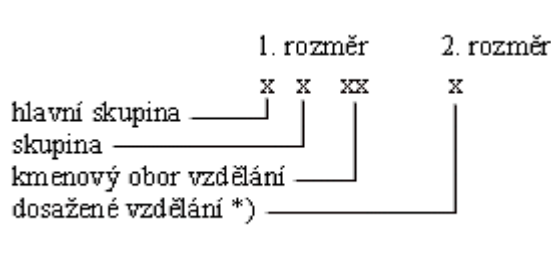 1. rozměr 2. rozměr
x x xx x
hlavní skupina
skupina
kmenový obor vzdělání
dosažené vzdělání *)